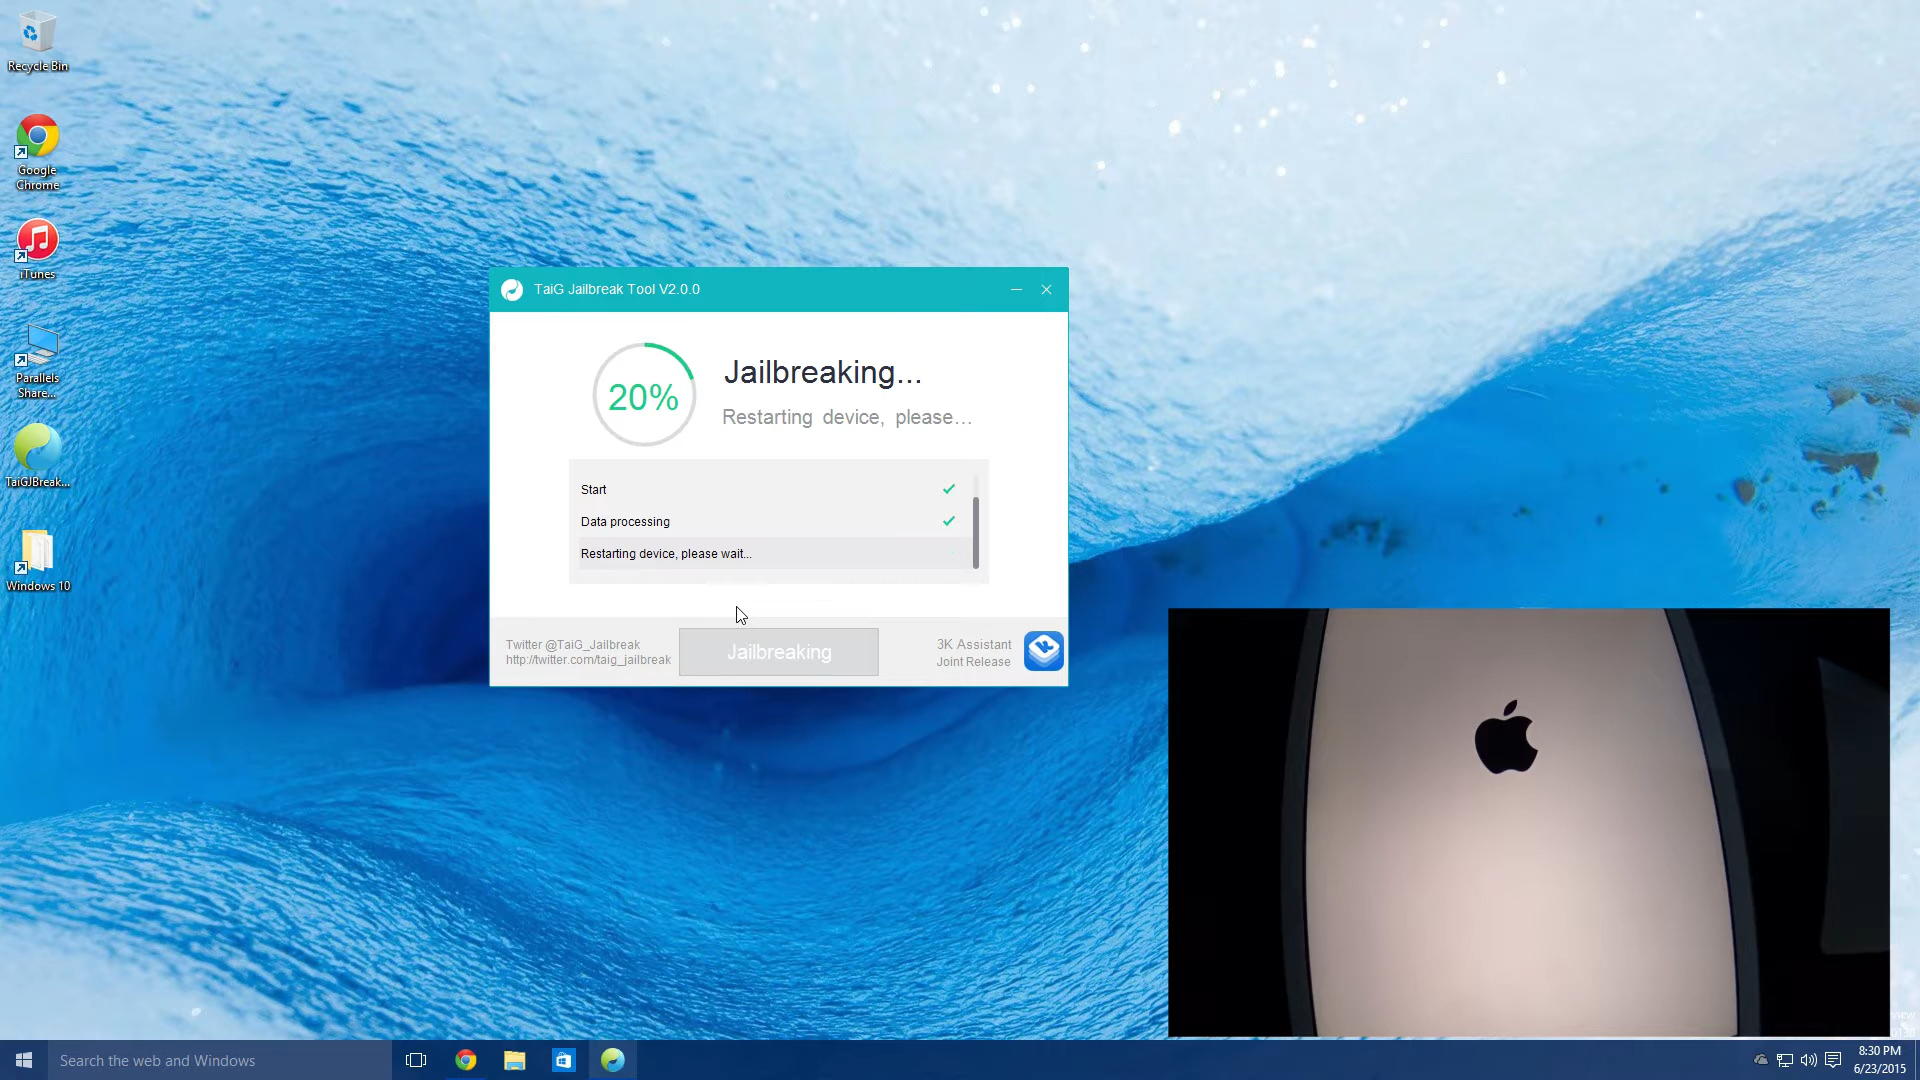 Recycle Bin
Google
Chrome
iTunes
Parallels
Share...
TaiGJBreak...
Windows 10
TaiG Jailbreak Tool V2.0.0
20%
Jailbreaking...
Restarting device, please...
Start
Data processing
Restarting device, please wait...
Twitter @TaiG_Jailbreak
http://twitter.com/taig_jailbreak
Jailbreaking
3K Assistant
Joint Release
Search the web and Windows
8:30 PM
6/23/2015